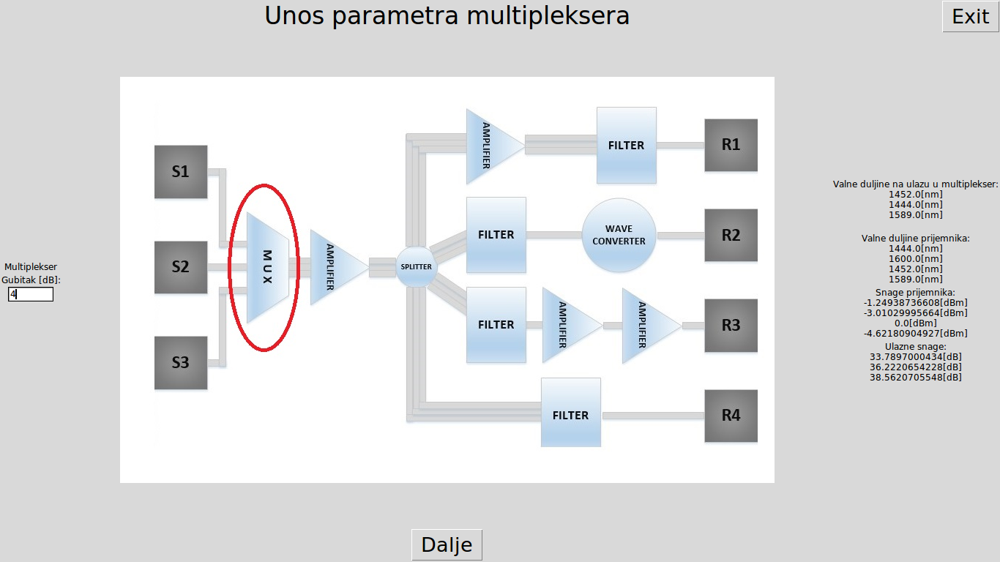 Unos parametra multipleksera
Exit
Multiplekser
Gubitak [dB]:
4
S1
S2
S3
MUX
AMPLIFIER
SPLITTER
AMPLIFIER
FILTER
R1
FILTER
WAVE
CONVERTER
R2
FILTER
AMPLIFIER
AMPLIFIER
R3
FILTER
R4
Valne duljine na ulazu u multiplekser:
1452.0[nm]
1444.0[nm]
1589.0[nm]
Valne duljine prijemnika:
1444.0[nm]
1600.0[nm]
1452.0[nm]
1589.0[nm]
Snage prijemnika:
-1.24938736608[dBm]
-3.01029995664[dBm]
0.0[dBm]
-4.62180904927[dBm]
Ulazne snage:
33.7897000434[dB]
36.2220654228[dB]
38.5620705548[dB]
Dalje